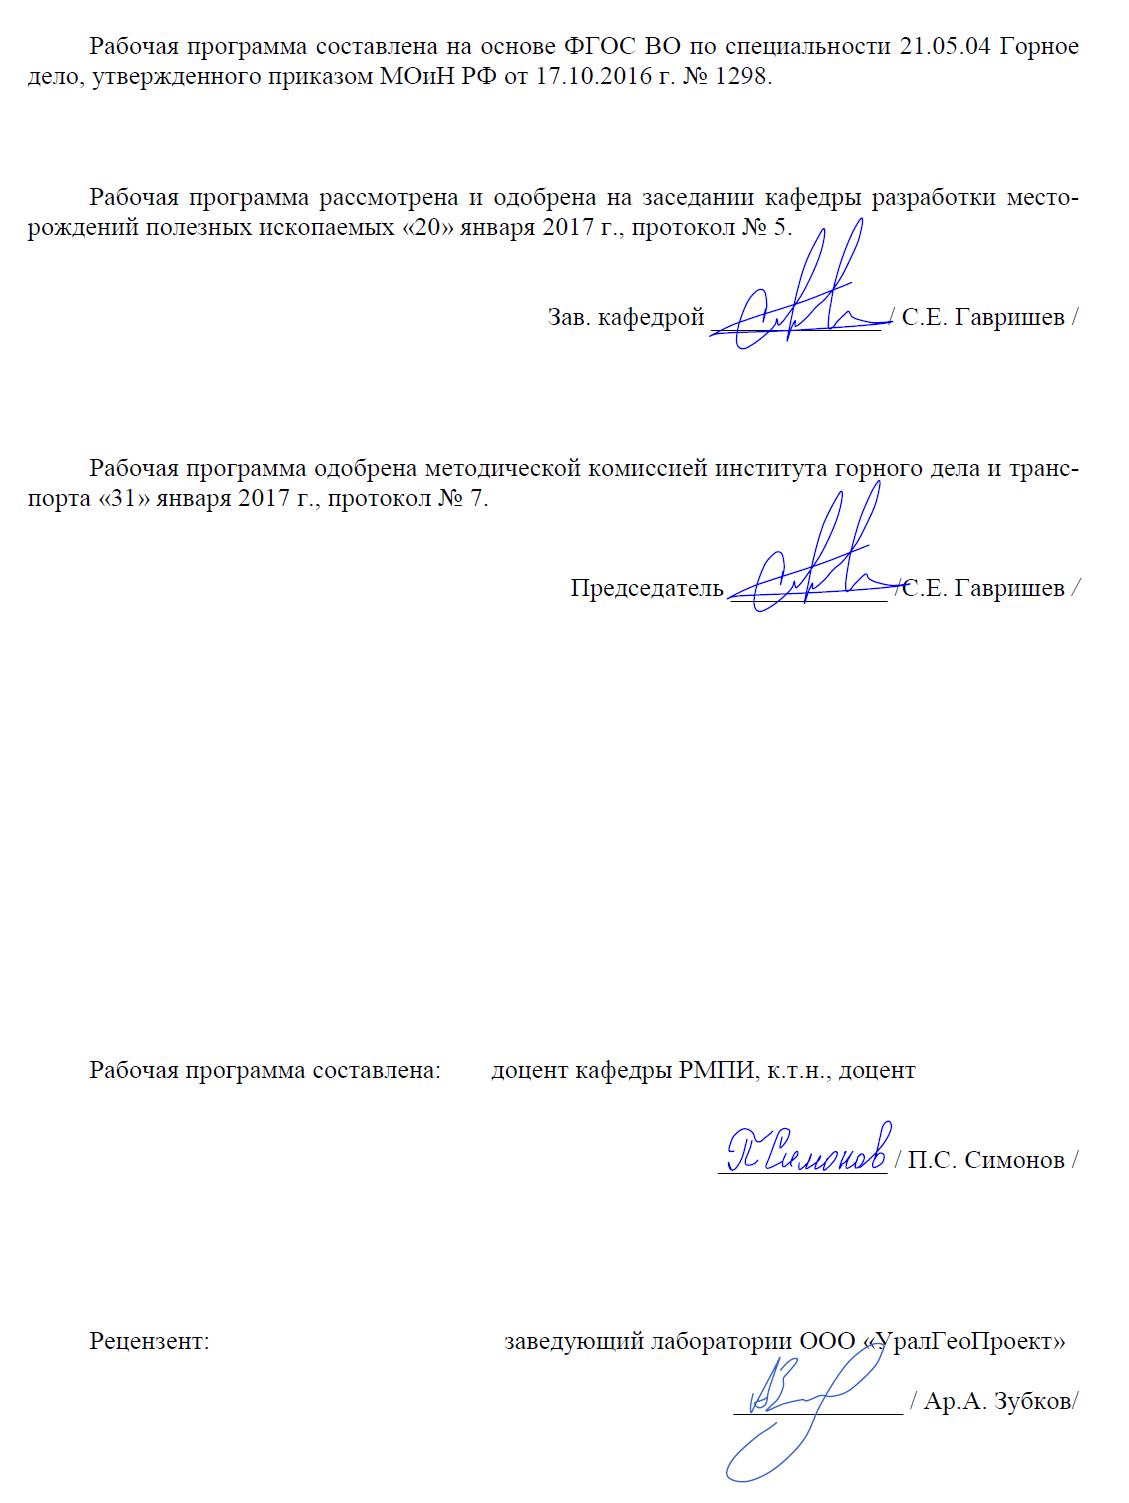 Рабочая программа составлена на основе ФГОС ВО по специальности 21.05.04 Горное
дело, утвержденного приказом МОиН РФ от 17.10.2016 г. № 1298.
Рабочая программа рассмотрена и одобрена на заседании кафедры разработки место-
рождений полезных ископаемых «20» января 2017 г., протокол № 5.
Зав. кафедрой _____________ / С.Е. Гавришев /
Рабочая программа одобрена методической комиссией института горного дела и транс-
порта «31» января 2017 г., протокол № 7.
Председатель ____________ /С.Е. Гавришев /
Рабочая программа составлена: доцент кафедры РМПИ, к.т.н., доцент
П Симонов / П.С. Симонов /
Рецензент: заведующий лаборатории ООО «УралГеоПроект»
_____________ / Ар.А. Зубков/